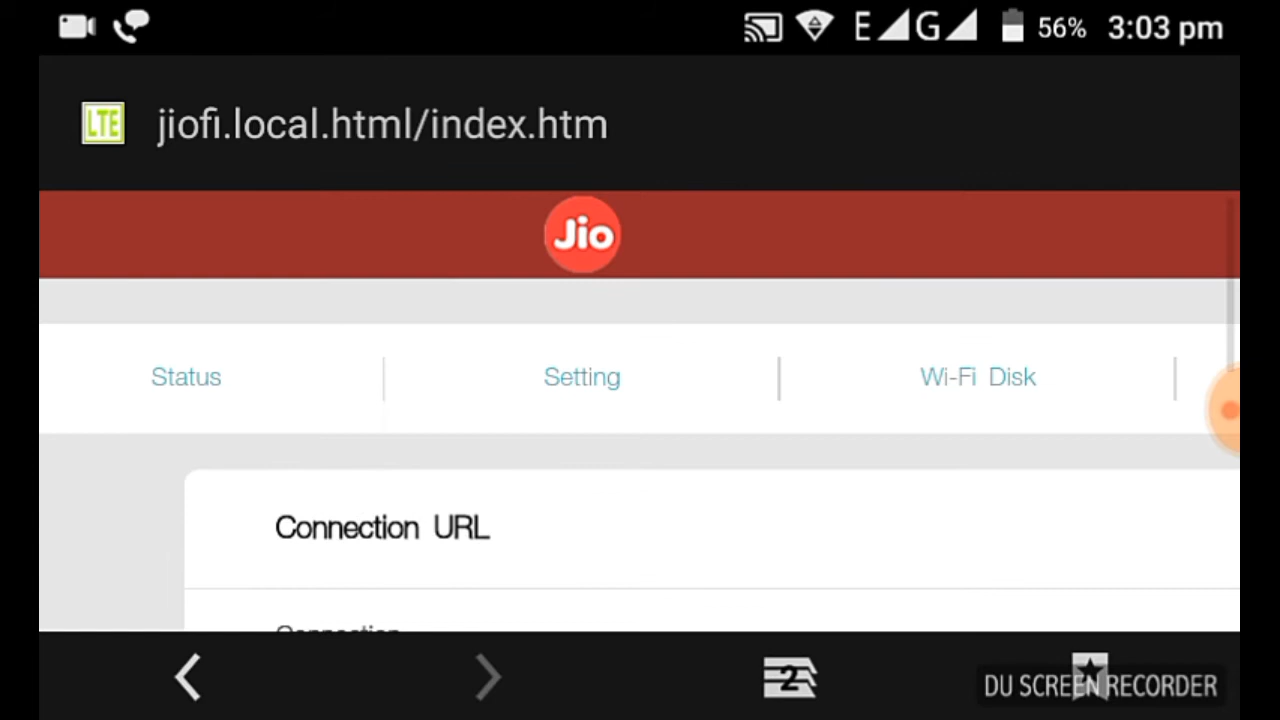 E G 56% 3:03 pm
LTE jiofi.local.html/index.htm
Jio
Status Setting Wi-Fi Disk
Connection URL
Connection
2
DU SCREEN RECORDER